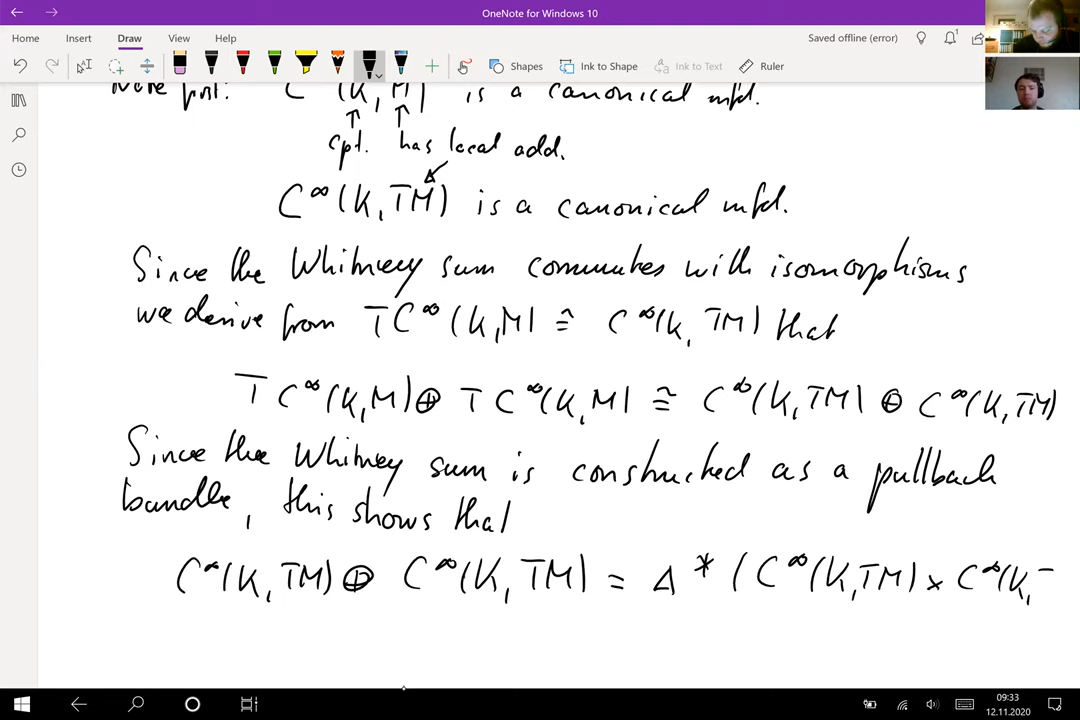 OneNote for Windows 10
Home Insert Draw View Help Saved offline (error)
Shapes Ink to Shape Ink to Text Ruler
Note first: C (K, M) is a canonical mfd.
cpt. has local add.
C^∞(K, TM) is a canonical mfd.
Since the Whitney sum commutes with isomorphisms
we derive from TC^∞(K,M) ≅ C^∞(K, TM) that
TC^∞(K,M) ⊕ TC^∞(K,M) ≅ C^∞(K,TM) ⊕ C^∞(K,TM)
Since the Whitney sum is constructed as a pullback
bundle, this shows that
C^∞(K,TM) ⊕ C^∞(K,TM) = Δ*(C^∞(K,TM) × C^∞(K,
09:33
12.11.2020